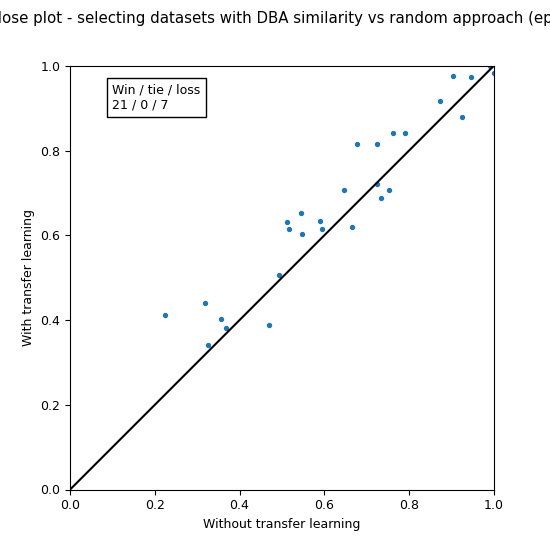 lose plot - selecting datasets with DBA similarity vs random approach (ep
1.0
0.8
0.6
0.4
0.2
0.0
Win / tie / loss
21 / 0 / 7
With transfer learning
0.0 0.2 0.4 0.6 0.8 1.0
Without transfer learning